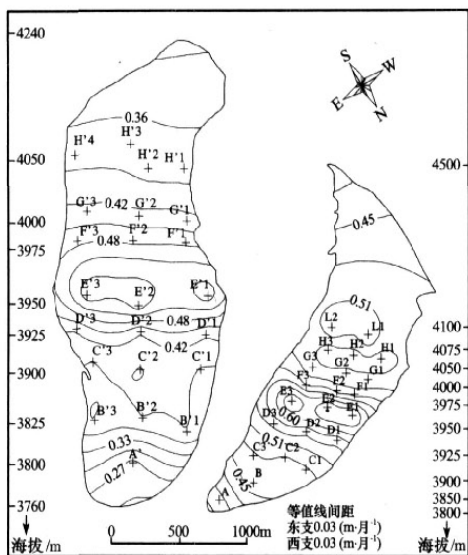 4240
S
W
E
N
0.36
H'3
H'4
H'2
H'1
4050
4500
G'3
0.42
G'2
G'1
4000
0.45
F'3
F'2
F'1
3975
0.48
E'3
E'2
E'1
3950
0.51
L2
L1
D'3
D'2
0.48
D'1
3925
4100
0.42
H3
H2
H1
4075
C'3
C'2
C'1
G3
G2
G1
4050
3900
F3
F2
F1
4000
E3
E2
E1
3975
B'3
B'2
B'1
0.60
3950
3825
D3
D2
D1
3925
0.33
0.51
C3
C2
C1
3900
A'
3800
0.27
B
3850
0.45
A
3800
3760
等值线间距
3760
0
500
1000m
东支0.03 (m·月⁻¹)
海拔/m
西支0.03 (m·月⁻¹)
海拔/m